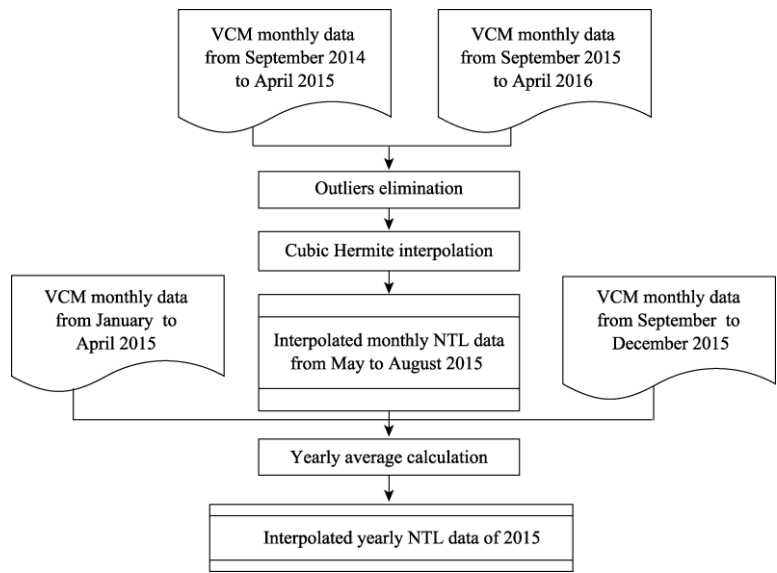 VCM monthly data
from September 2014
to April 2015
VCM monthly data
from September 2015
to April 2016
Outliers elimination
Cubic Hermite interpolation
VCM monthly data
from January to
April 2015
Interpolated monthly NTL data
from May to August 2015
VCM monthly data
from September to
December 2015
Yearly average calculation
Interpolated yearly NTL data of 2015